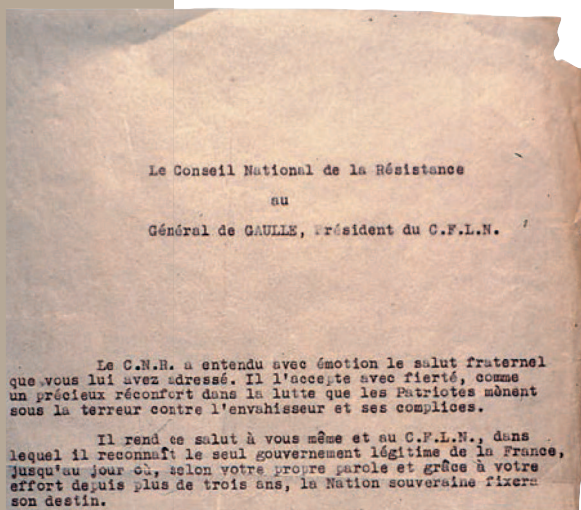 Le Conseil National de la Résistance
au
Général de GAULLE, Président du C.F.L.N.
Le C.N.R. a entendu avec émotion le salut fraternel
que vous lui avez adressé. Il l'accepte avec fierté, comme
un précieux réconfort dans la lutte que les Patriotes mènent
sous la terreur contre l'envahisseur et ses complices.
Il rend ce salut à vous même et au C.F.L.N., dans
lequel il reconnaît le seul gouvernement légitime de la France,
jusqu'au jour où, selon votre propre parole et grâce à votre
effort depuis plus de trois ans, la Nation souveraine fixera
son destin.